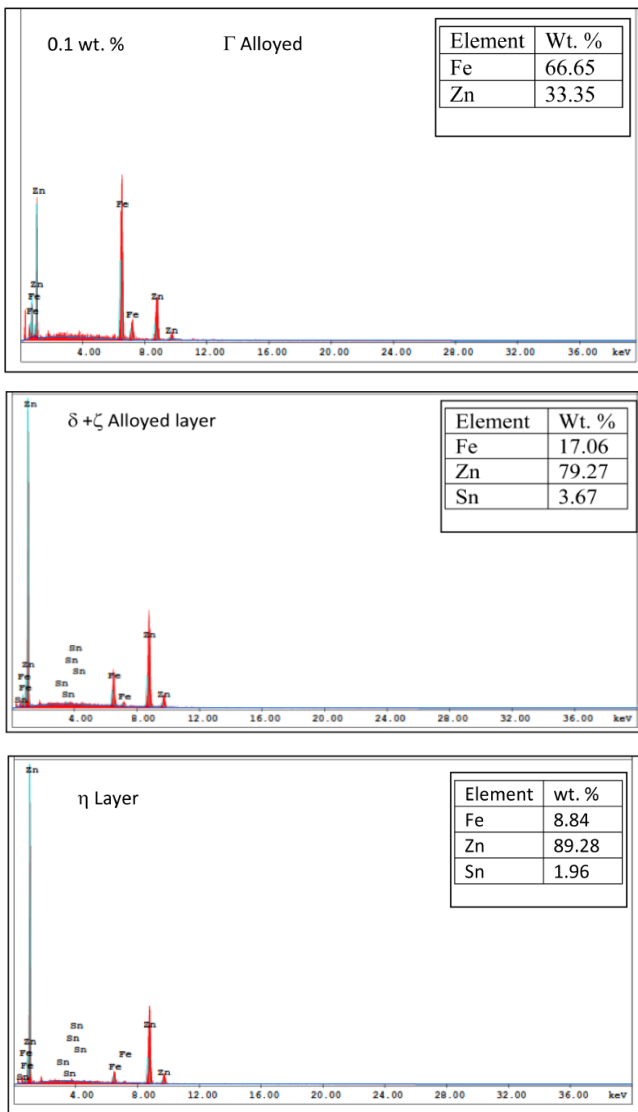 0.1 wt. %
Γ Alloyed
Element Wt. %
Fe 66.65
Zn 33.35
Zn
Fe
Zn
Fe
Fe
Fe
Zn
Zn
4.00 8.00 12.00 16.00 20.00 24.00 28.00 32.00 36.00 keV
δ +ζ Alloyed layer
Element Wt. %
Fe 17.06
Zn 79.27
Sn 3.67
Zn
Zn
Sn
Sn
Sn
Zn
Fe
Fe
Sn
Sn
Sn
Fe
Fe
Zn
4.00 8.00 12.00 16.00 20.00 24.00 28.00 32.00 36.00 keV
η Layer
Element wt. %
Fe 8.84
Zn 89.28
Sn 1.96
Zn
Sn
Zn
Sn
Zn
Sn
Fe
Fe
Sn
Fe
Fe
Sn
Sn
Zn
4.00 8.00 12.00 16.00 20.00 24.00 28.00 32.00 36.00 keV